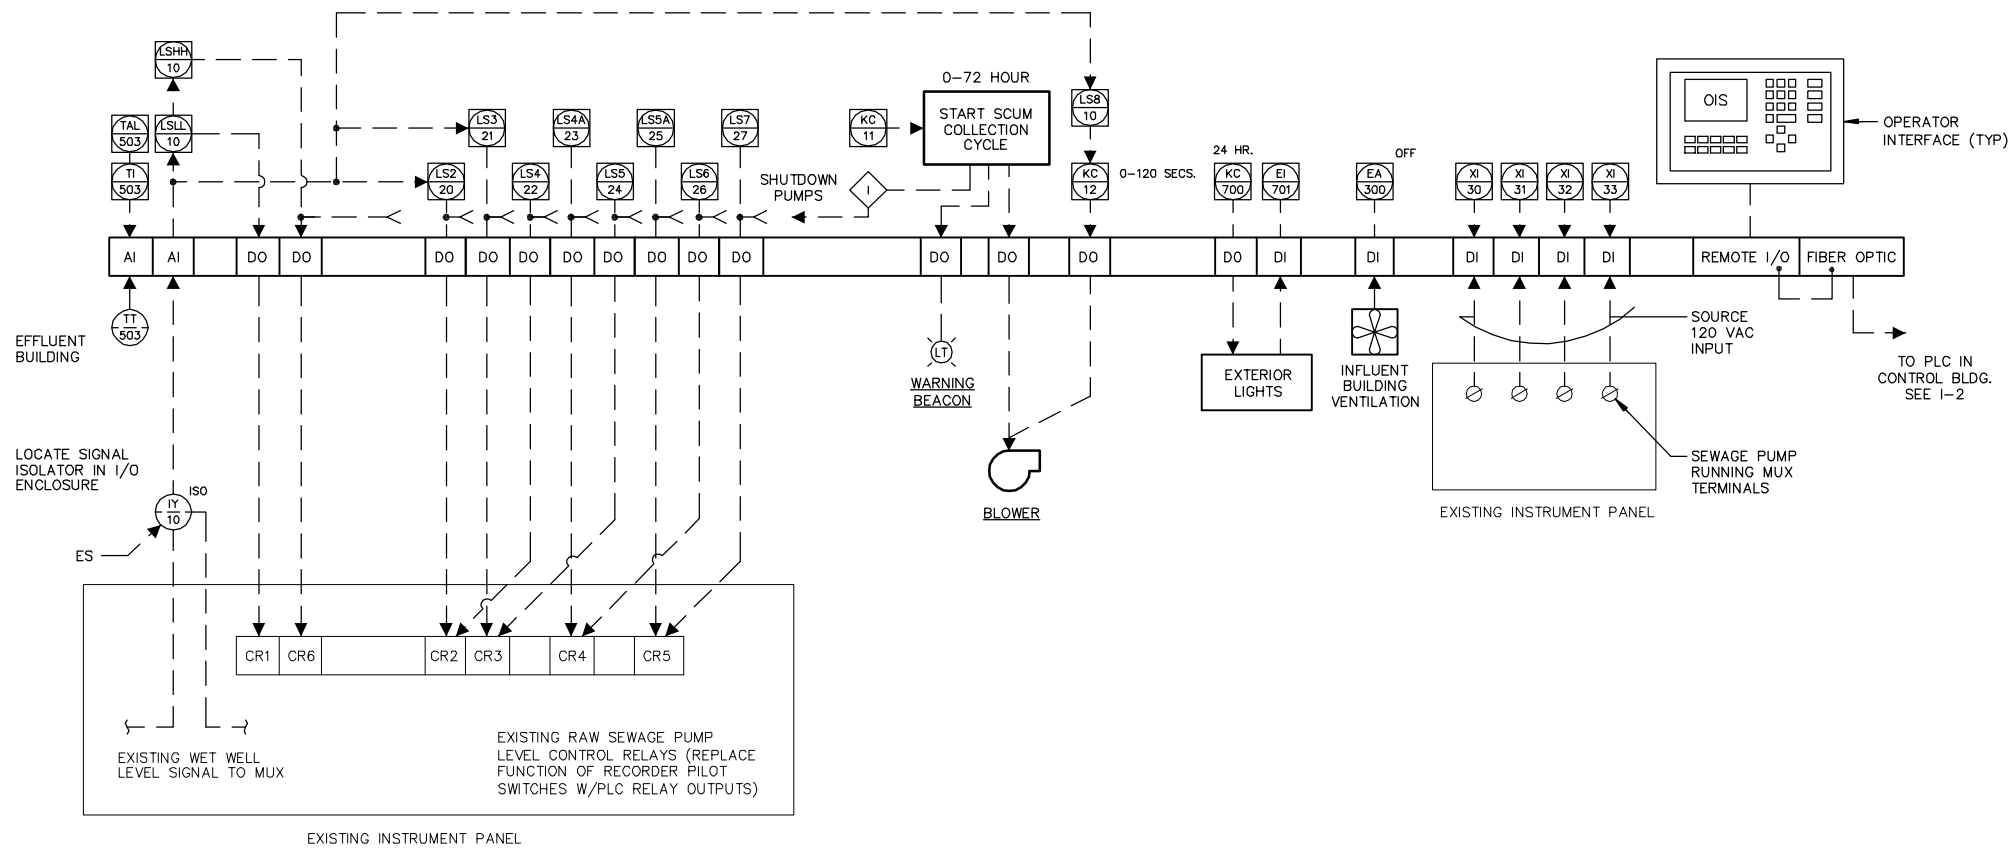 LSHH
10
TAL
503
LSLL
10
TI
503
LS2
20
LS3
21
LS4
22
LS4A
23
LS5
24
LS5A
25
LS6
26
LS7
27
SHUTDOWN
PUMPS
KC
11
I
0-72 HOUR
START SCUM
COLLECTION
CYCLE
LS8
10
KC
12
0-120 SECS.
24 HR.
KC
700
EI
701
EA
300
OFF
XI
30
XI
31
XI
32
XI
33
OIS
OPERATOR
INTERFACE (TYP)
AI
AI
DO
DO
DO
DO
DO
DO
DO
DO
DO
DO
DO
DO
DO
DO
DI
DI
DI
DI
DI
DI
REMOTE I/O
FIBER OPTIC
TT
503
EFFLUENT
BUILDING
LT
WARNING
BEACON
BLOWER
EXTERIOR
LIGHTS
INFLUENT
BUILDING
VENTILATION
SOURCE
120 VAC
INPUT
TO PLC IN
CONTROL BLDG.
SEE I-2
SEWAGE PUMP
RUNNING MUX
TERMINALS
EXISTING INSTRUMENT PANEL
LOCATE SIGNAL
ISOLATOR IN I/O
ENCLOSURE
ISO
IY
10
ES
CR1
CR6
CR2
CR3
CR4
CR5
EXISTING WET WELL
LEVEL SIGNAL TO MUX
EXISTING RAW SEWAGE PUMP
LEVEL CONTROL RELAYS (REPLACE
FUNCTION OF RECORDER PILOT
SWITCHES W/PLC RELAY OUTPUTS)
EXISTING INSTRUMENT PANEL